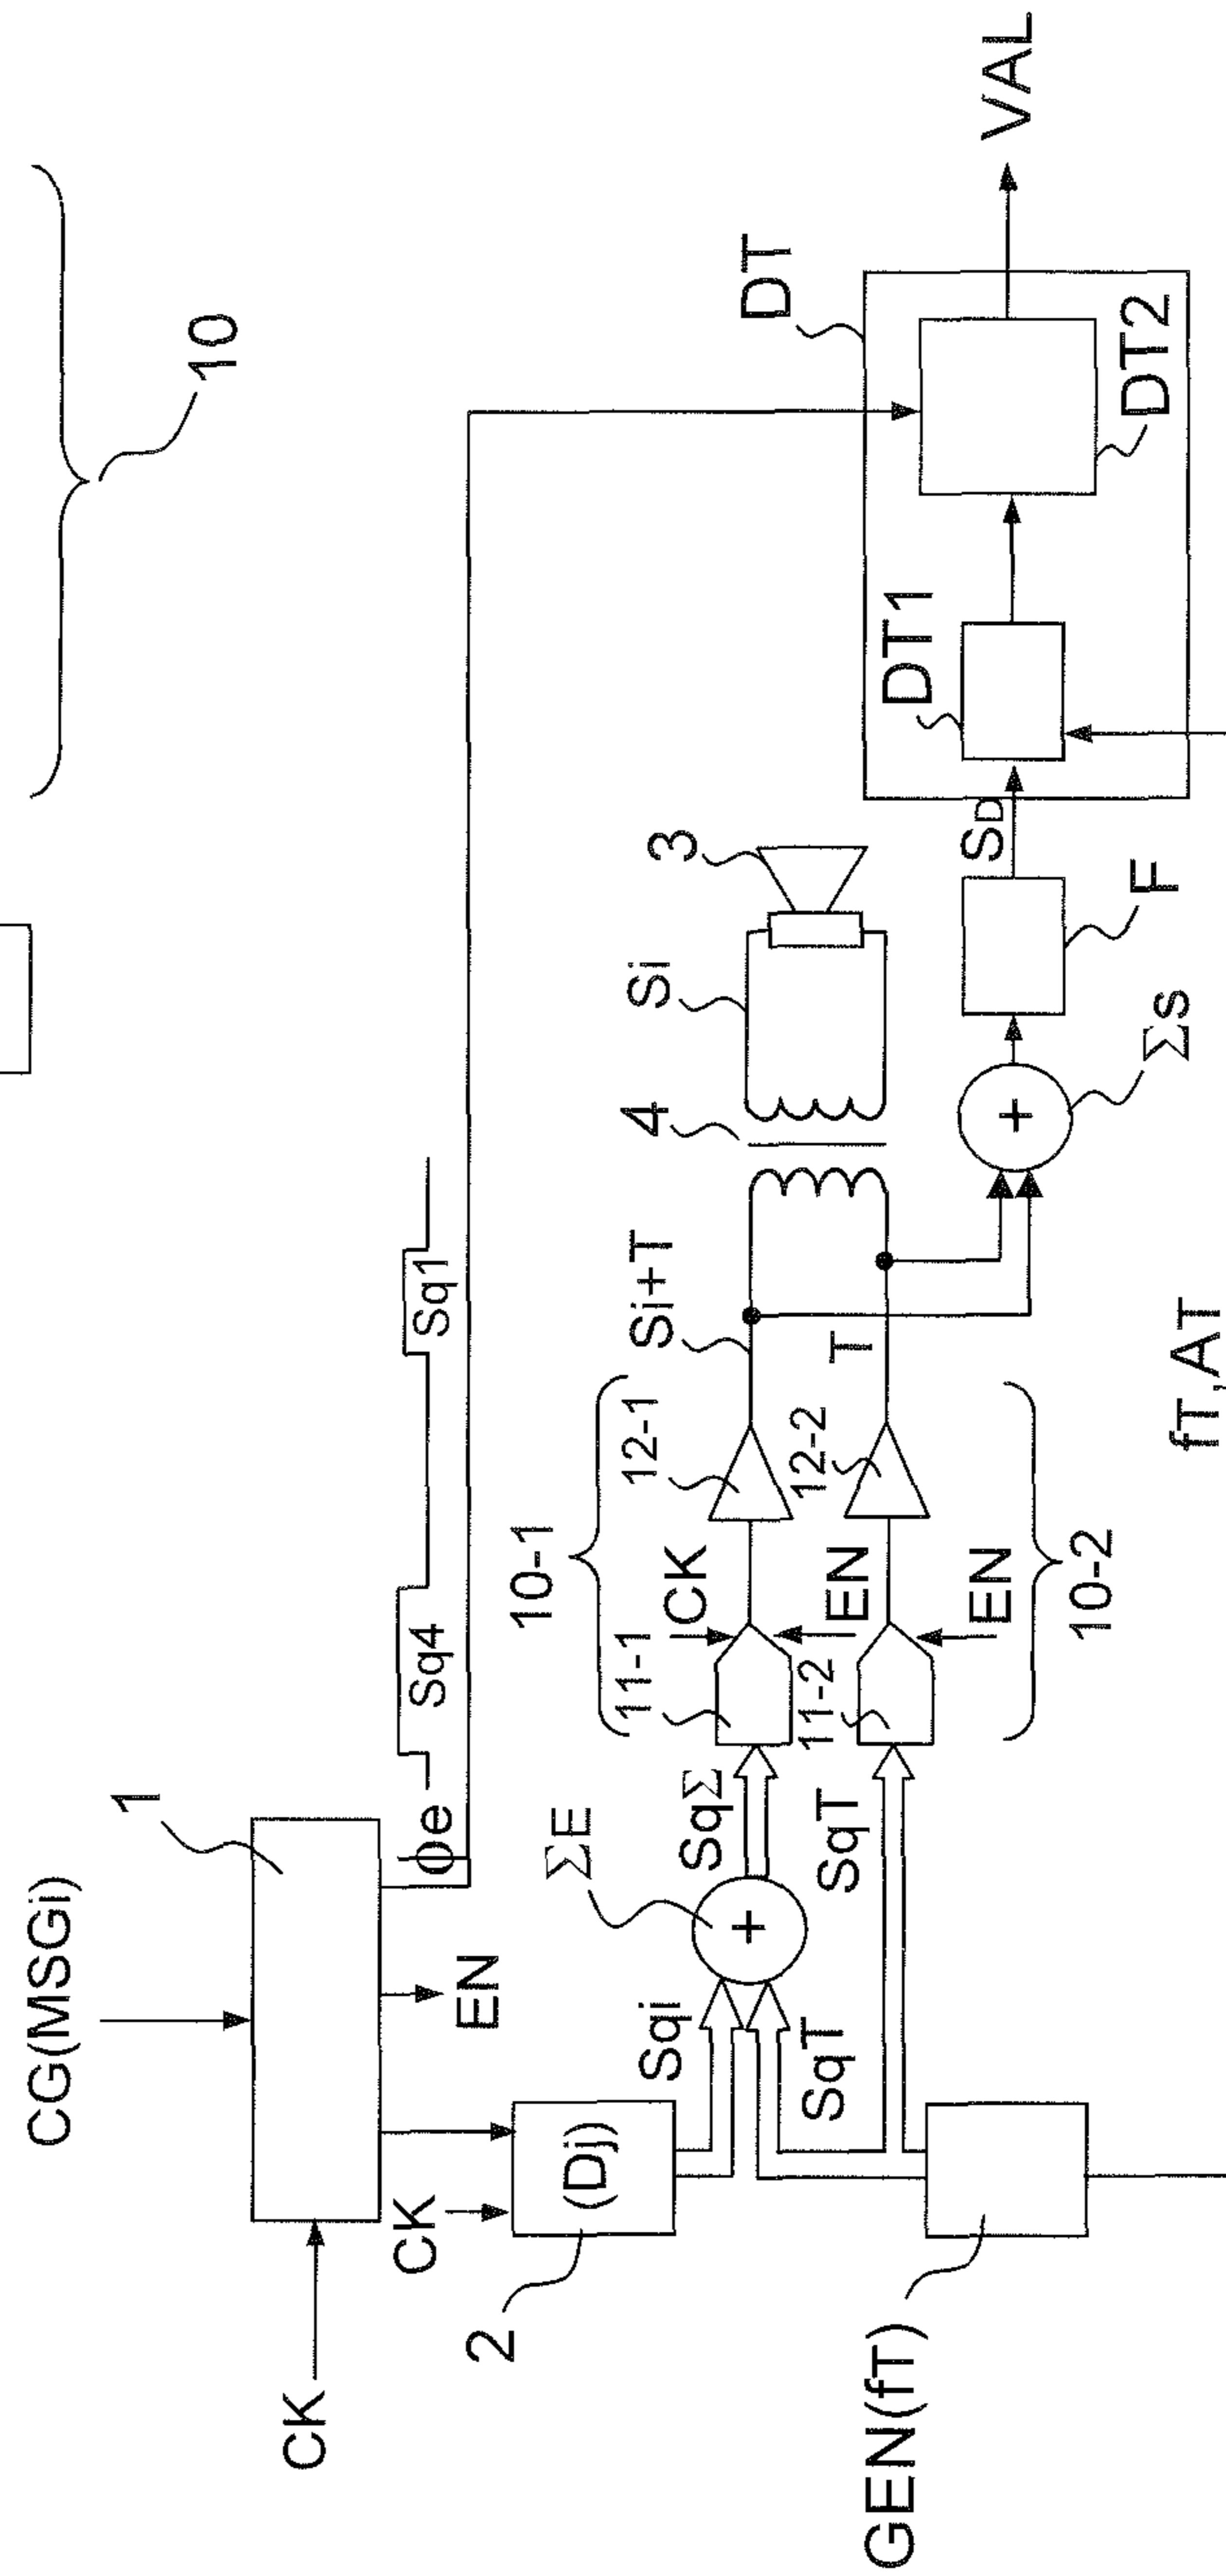 10
CG(MSGi)
1
CK
EN
Φe
Sq4
Sq1
CK
(Dj)
2
Sqi
SqT
ΣE
SqΣ
SqT
10-1
11-1
CK
EN
12-1
11-2
EN
12-2
10-2
Si+T
T
4
Si
3
ΣS
F
SD
DT
DT1
DT2
VAL
GEN(fT)
fT,AT